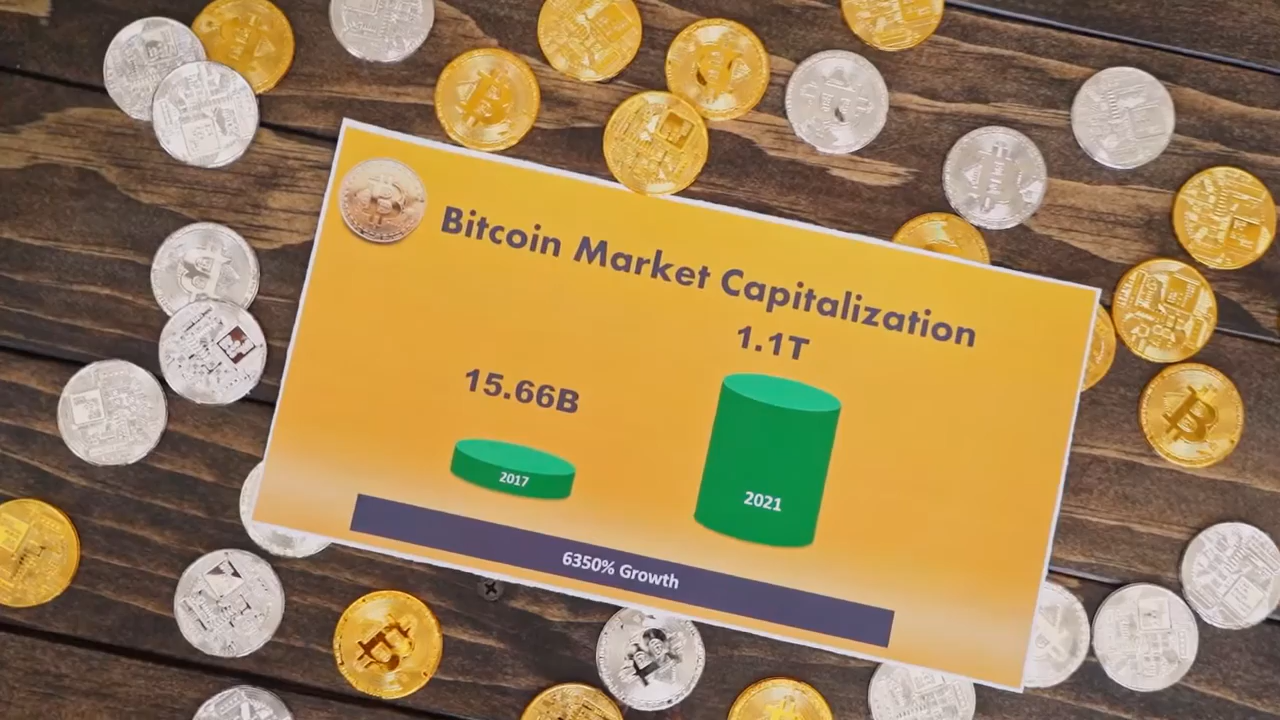 Bitcoin Market Capitalization
1.1T
15.66B
2017
2021
6350% Growth